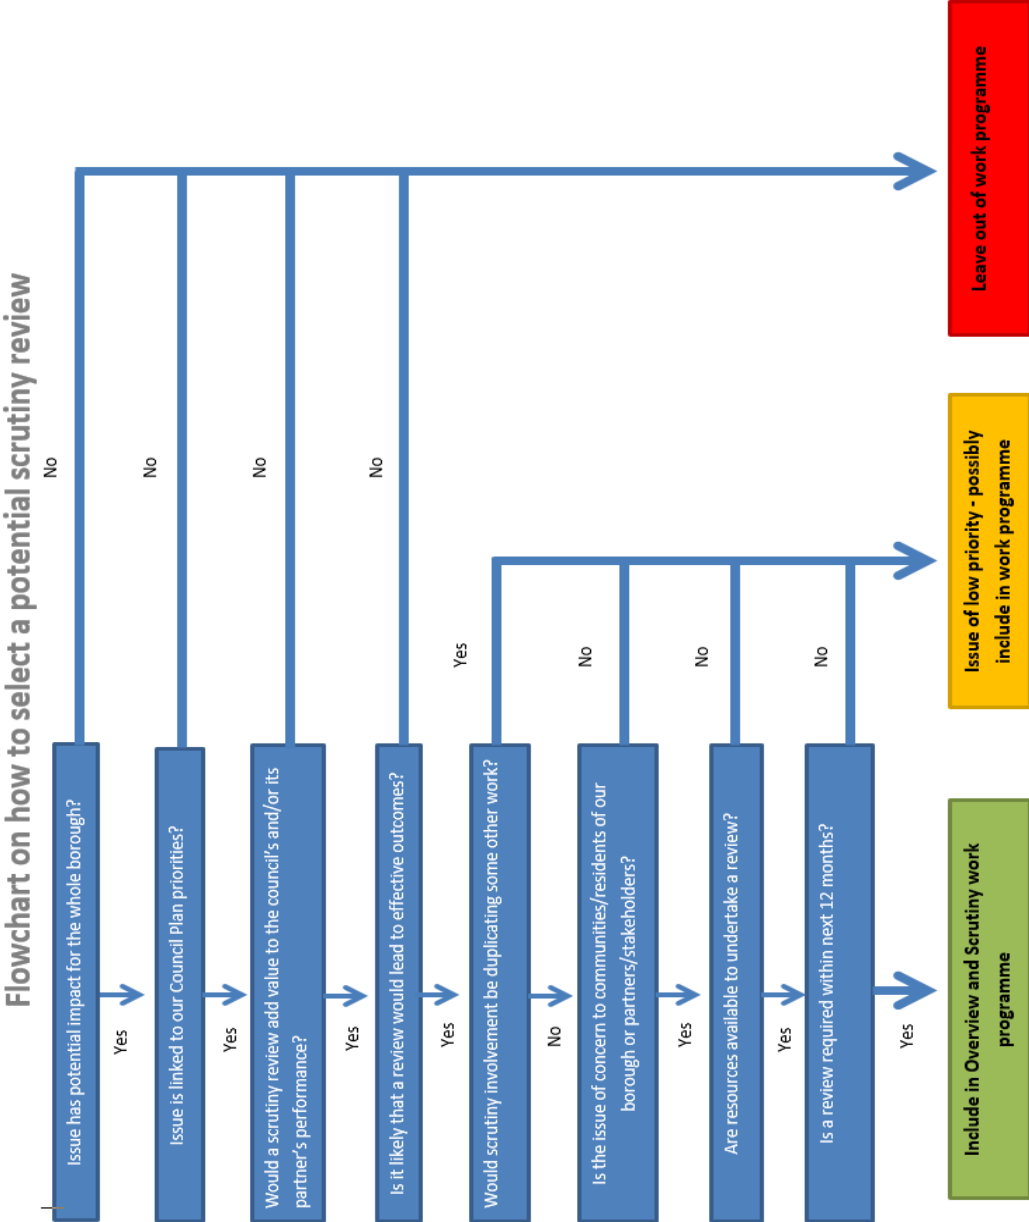 Flowchart on how to select a potential scrutiny review
Issue has potential impact for the whole borough?
No
Yes
Issue is linked to our Council Plan priorities?
No
Yes
Would a scrutiny review add value to the council's and/or its
partner's performance?
No
Yes
Is it likely that a review would lead to effective outcomes?
No
Yes
Would scrutiny involvement be duplicating some other work?
Yes
No
Is the issue of concern to communities/residents of our
borough or partners/stakeholders?
No
Yes
Are resources available to undertake a review?
No
Yes
Is a review required within next 12 months?
No
Yes
Include in Overview and Scrutiny work
programme
Issue of low priority - possibly
include in work programme
Leave out of work programme